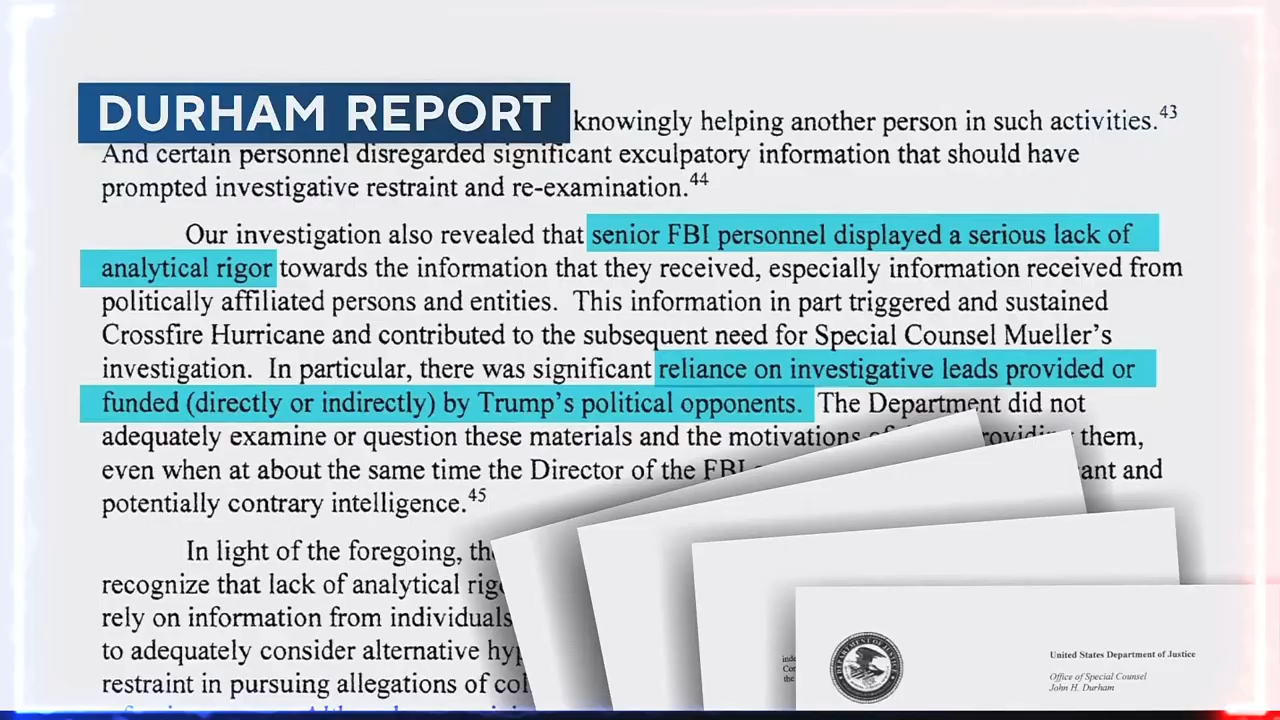 DURHAM REPORT
knowingly helping another person in such activities.43
And certain personnel disregarded significant exculpatory information that should have
prompted investigative restraint and re-examination.44
Our investigation also revealed that senior FBI personnel displayed a serious lack of
analytical rigor towards the information that they received, especially information received from
politically affiliated persons and entities. This information in part triggered and sustained
Crossfire Hurricane and contributed to the subsequent need for Special Counsel Mueller's
investigation. In particular, there was significant reliance on investigative leads provided or
funded (directly or indirectly) by Trump's political opponents. The Department did not
adequately examine or question these materials and the motivations them,
even when at about the same time the Director of the FBI and
potentially contrary intelligence.45
In light of the foregoing,
recognize that lack of analytical
rely on information from individuals
to adequately consider alternative
restraint in pursuing allegations of
United States Department of Justice
Office of Special Counsel
John H. Durham